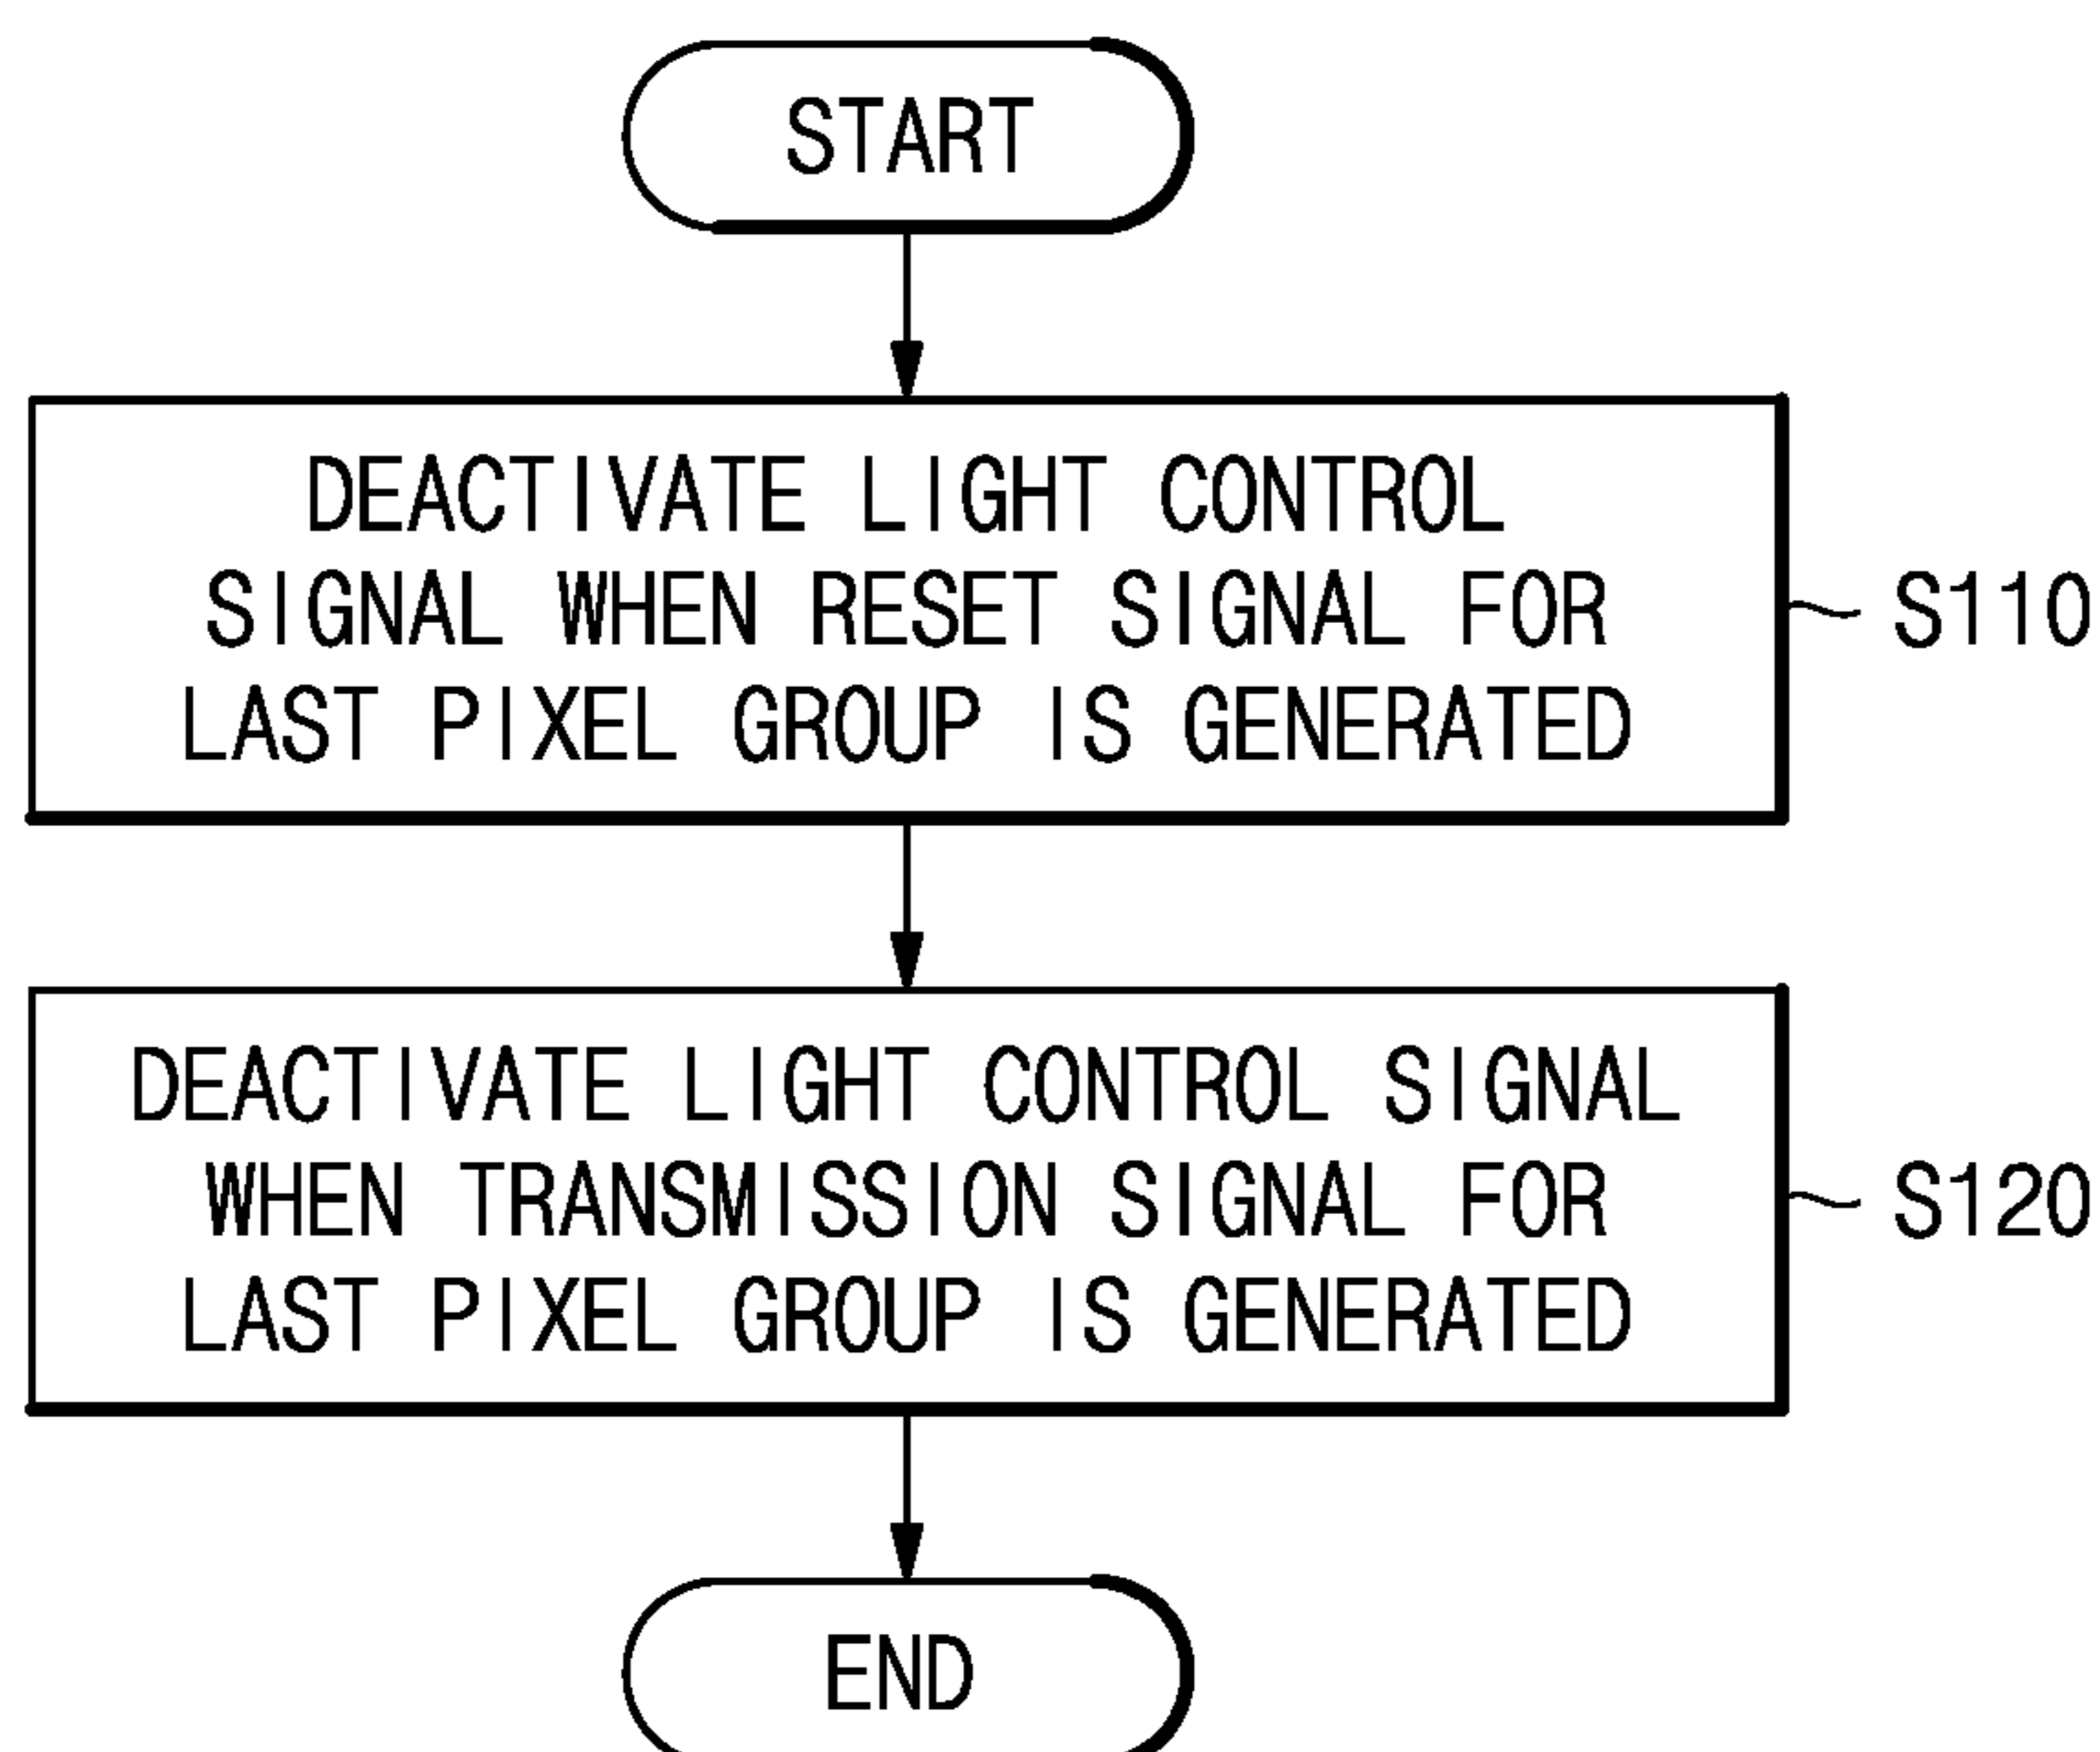 START
DEACTIVATE LIGHT CONTROL
SIGNAL WHEN RESET SIGNAL FOR
LAST PIXEL GROUP IS GENERATED
S110
DEACTIVATE LIGHT CONTROL SIGNAL
WHEN TRANSMISSION SIGNAL FOR
LAST PIXEL GROUP IS GENERATED
S120
END